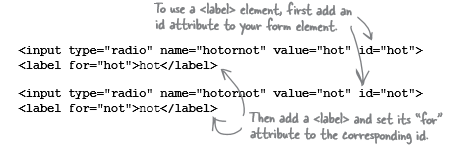 To use a <label> element, first add an
id attribute to your form element.
<input type="radio" name="hotornot" value="hot" id="hot">
<label for="hot">hot</label>
<input type="radio" name="hotornot" value="not" id="not">
<label for="not">not</label>
Then add a <label> and set its "for"
attribute to the corresponding id.